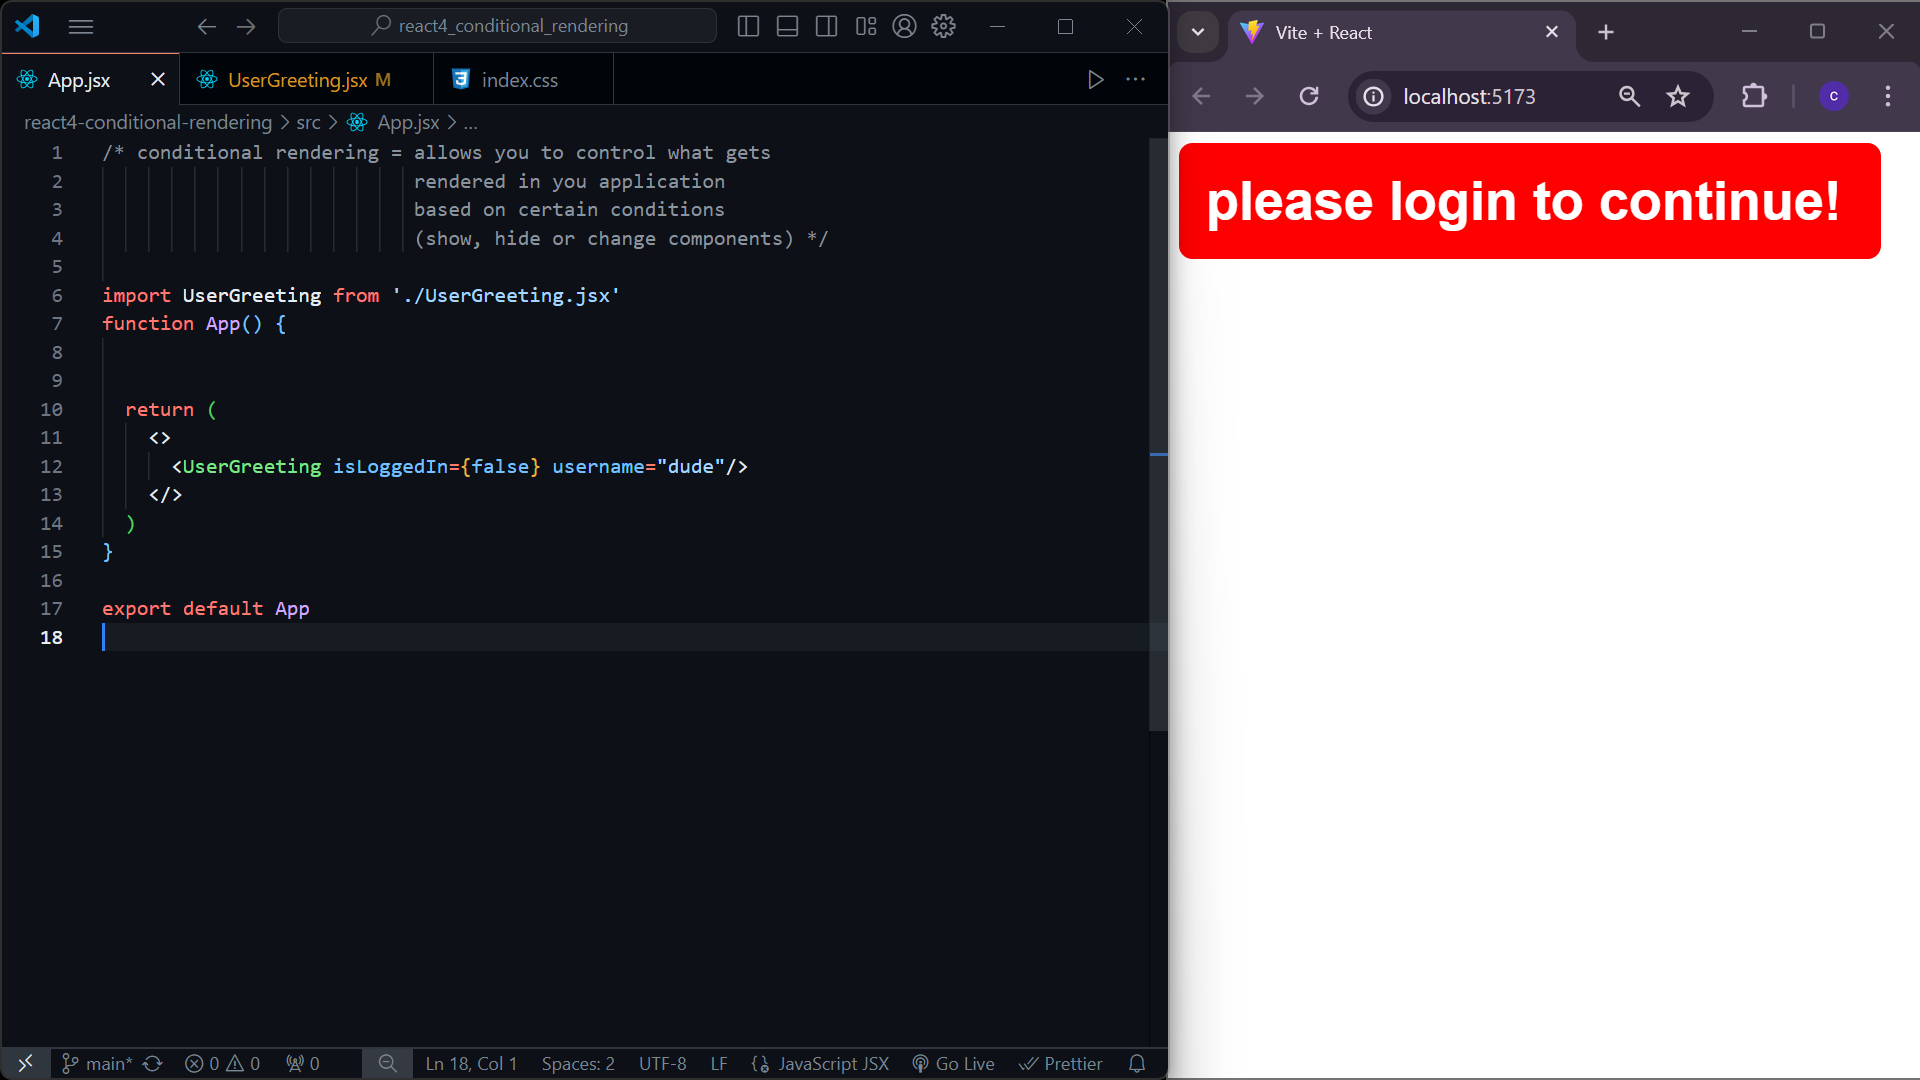 react4_conditional_rendering
App.jsx
UserGreeting.jsx M
index.css
react4-conditional-rendering > src > App.jsx > ...
1 /* conditional rendering = allows you to control what gets
2 rendered in you application
3 based on certain conditions
4 (show, hide or change components) */
5
6 import UserGreeting from './UserGreeting.jsx'
7 function App() {
8
9
10 return (
11 <>
12 <UserGreeting isLoggedIn={false} username="dude"/>
13 </>
14 )
15 }
16
17 export default App
18
main* 0 0 0 Ln 18, Col 1 Spaces: 2 UTF-8 LF JavaScript JSX Go Live Prettier
Vite + React
localhost:5173
C
please login to continue!